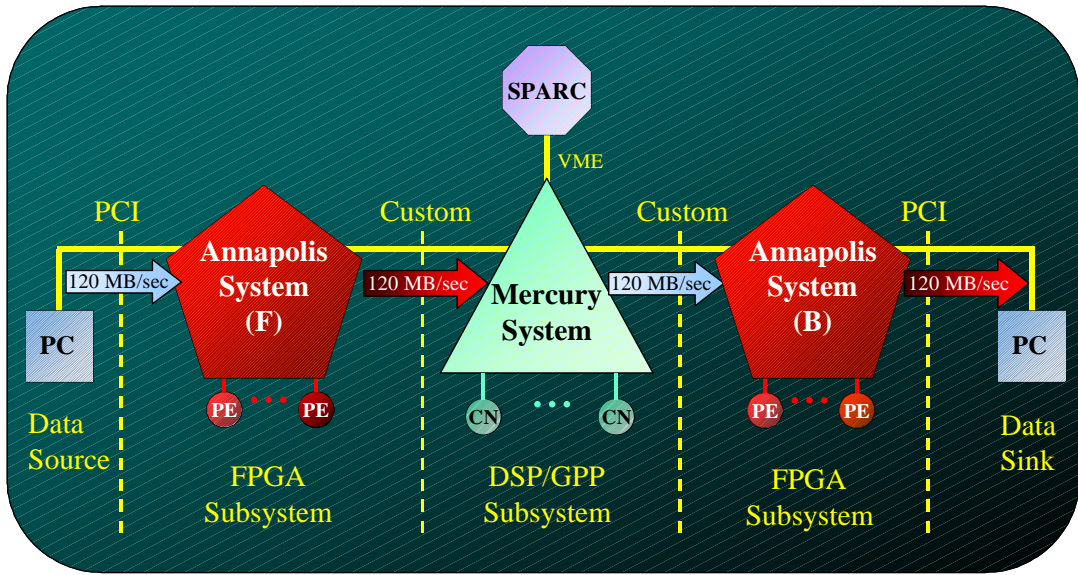 SPARC
VME
PCI
Custom
Custom
PCI
Annapolis
System
(F)
Annapolis
System
(B)
120 MB/sec
120 MB/sec
120 MB/sec
120 MB/sec
Mercury
System
PC
PC
PE
PE
CN
CN
PE
PE
Data
Source
FPGA
Subsystem
DSP/GPP
Subsystem
FPGA
Subsystem
Data
Sink